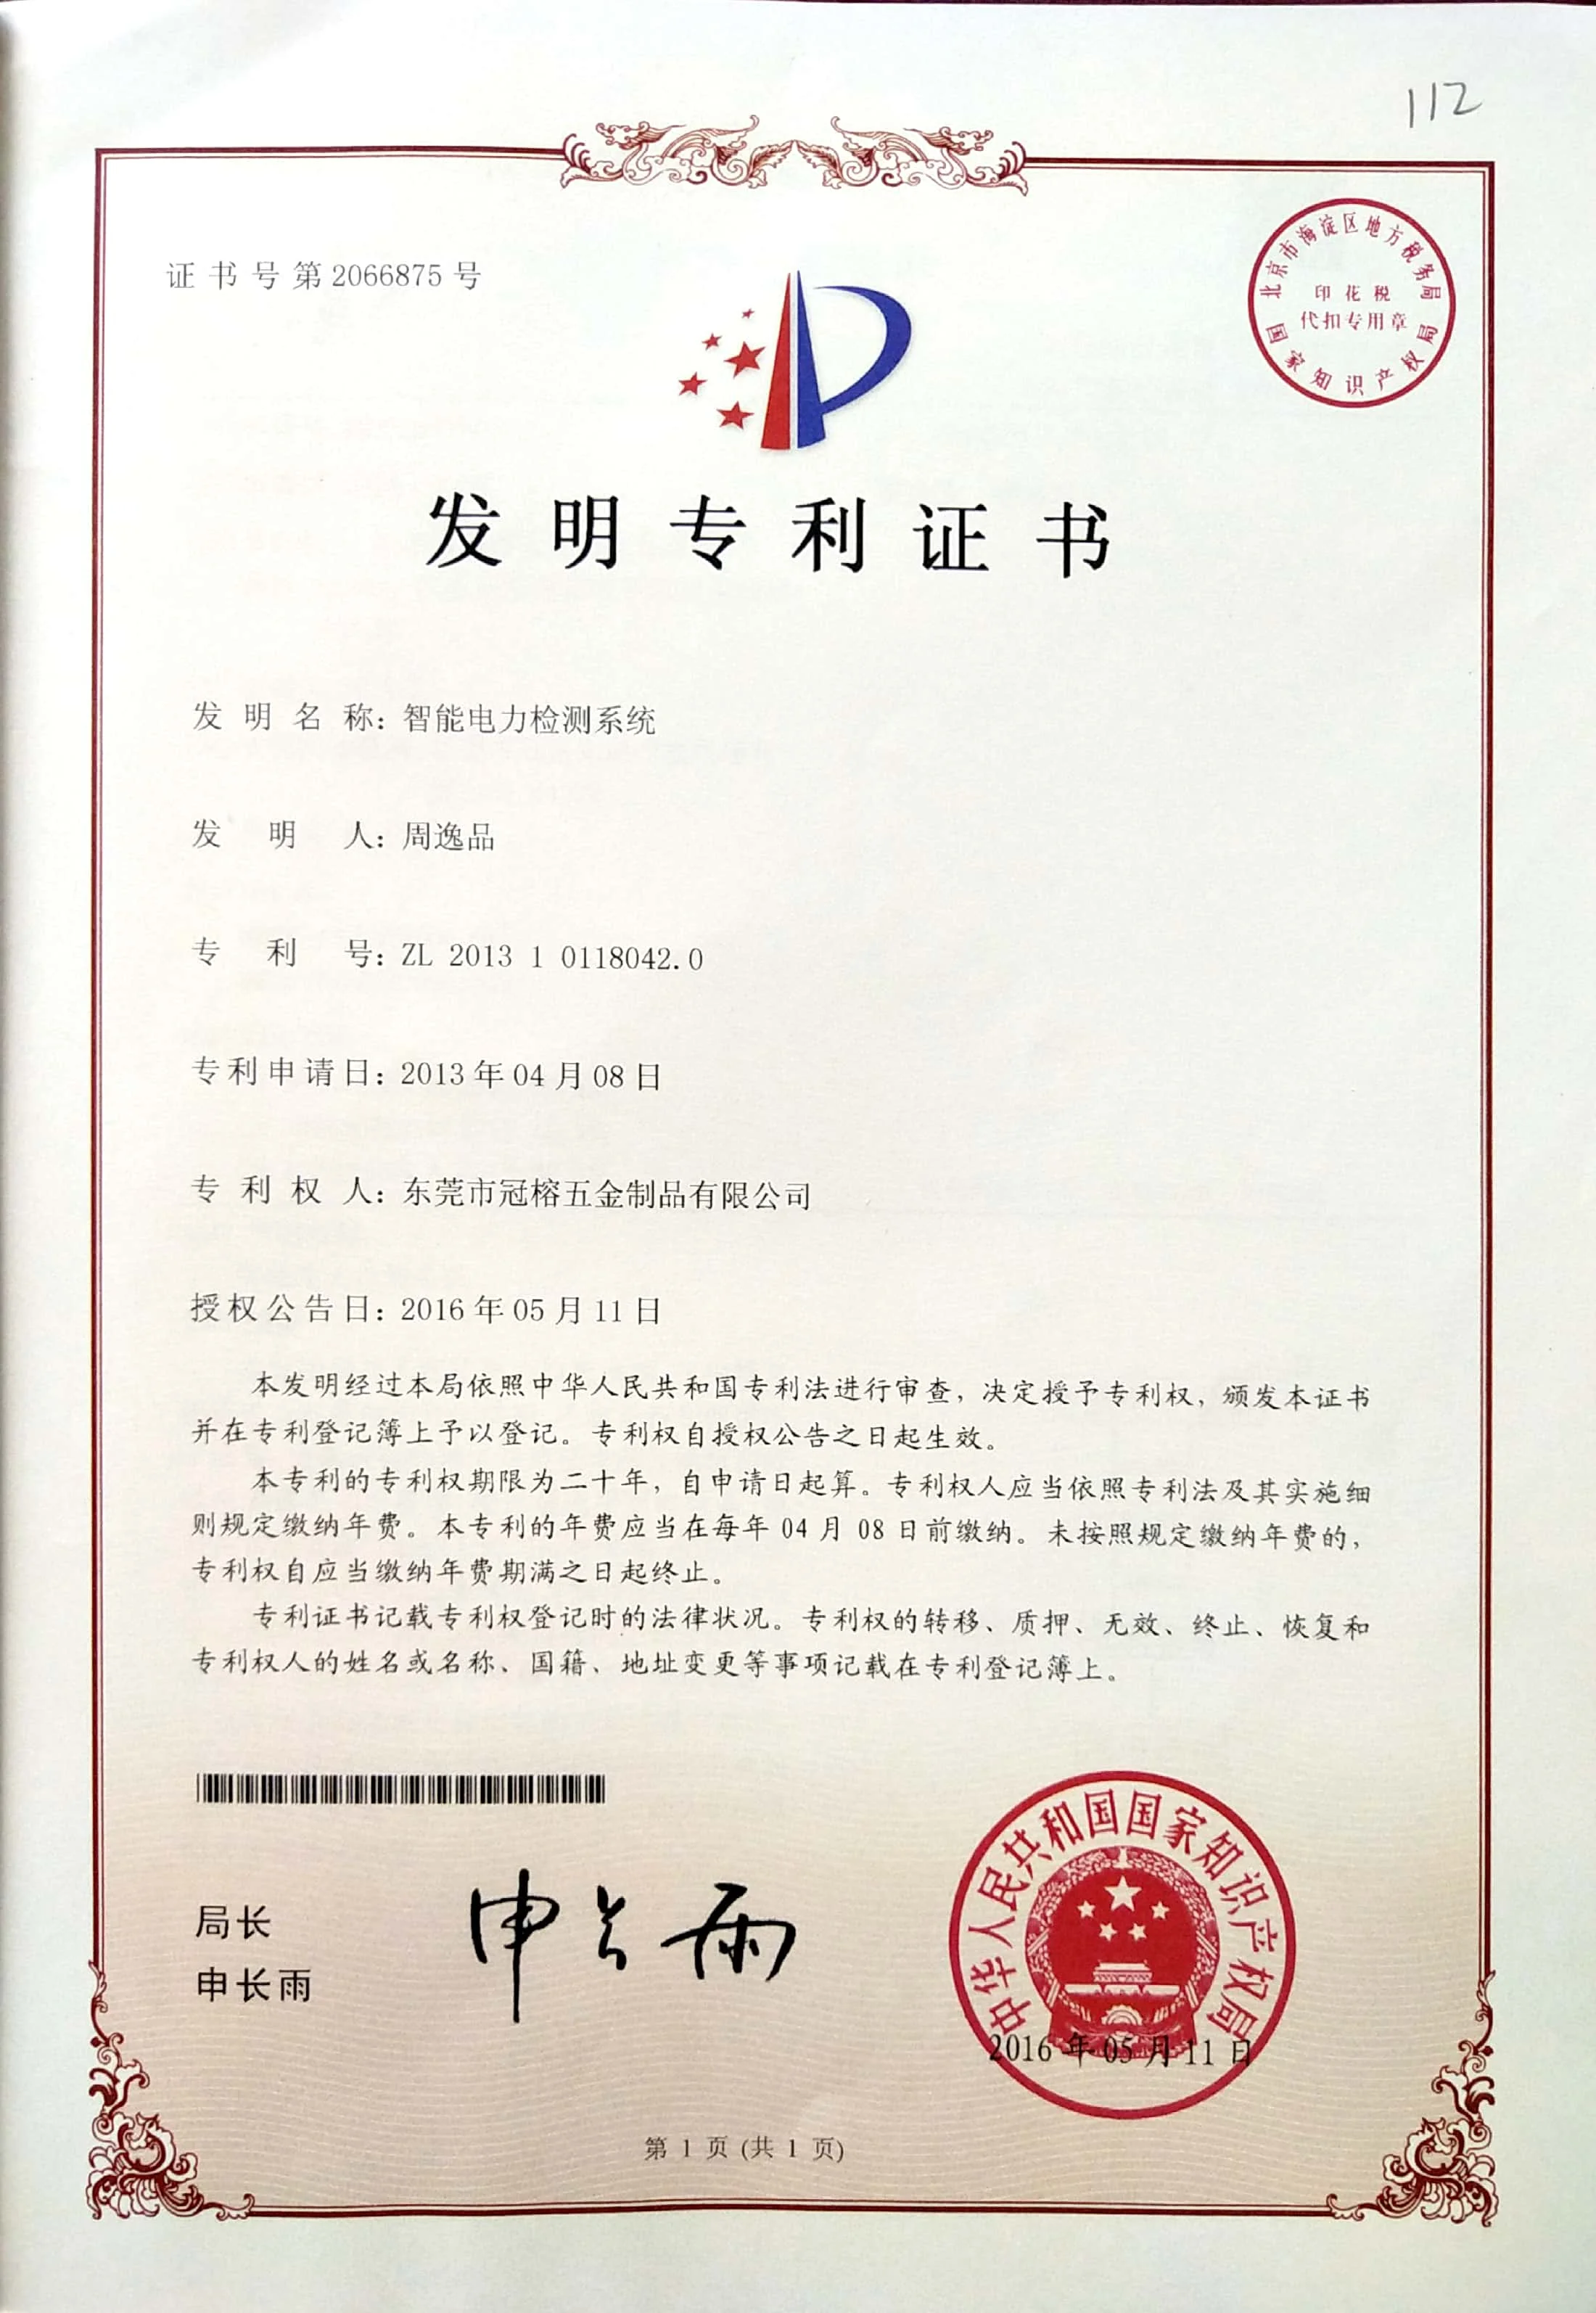 112
证书号第2066875号
北京市海淀区地方税务局
印花税
代扣专用章
国家知识产权局
发明专利证书
发明名称：智能电力检测系统
发明人：周逸品
专利号：ZL 2013 1 0118042.0
专利申请日：2013年04月08日
专利权人：东莞市冠榕五金制品有限公司
授权公告日：2016年05月11日
本发明经过本局依照中华人民共和国专利法进行审查，决定授予专利权，颁发本证书
并在专利登记簿上予以登记。专利权自授权公告之日起生效。
本专利的专利权期限为二十年，自申请日起算。专利权人应当依照专利法及其实施细
则规定缴纳年费。本专利的年费应当在每年 04 月 08 日前缴纳。未按照规定缴纳年费的，
专利权自应当缴纳年费期满之日起终止。
专利证书记载专利权登记时的法律状况。专利权的转移、质押、无效、终止、恢复和
专利权人的姓名或名称、国籍、地址变更等事项记载在专利登记簿上。
局长
申长雨
申长雨
中华人民共和国国家知识产权局
2016年05月11日
第 1 页 (共 1 页)